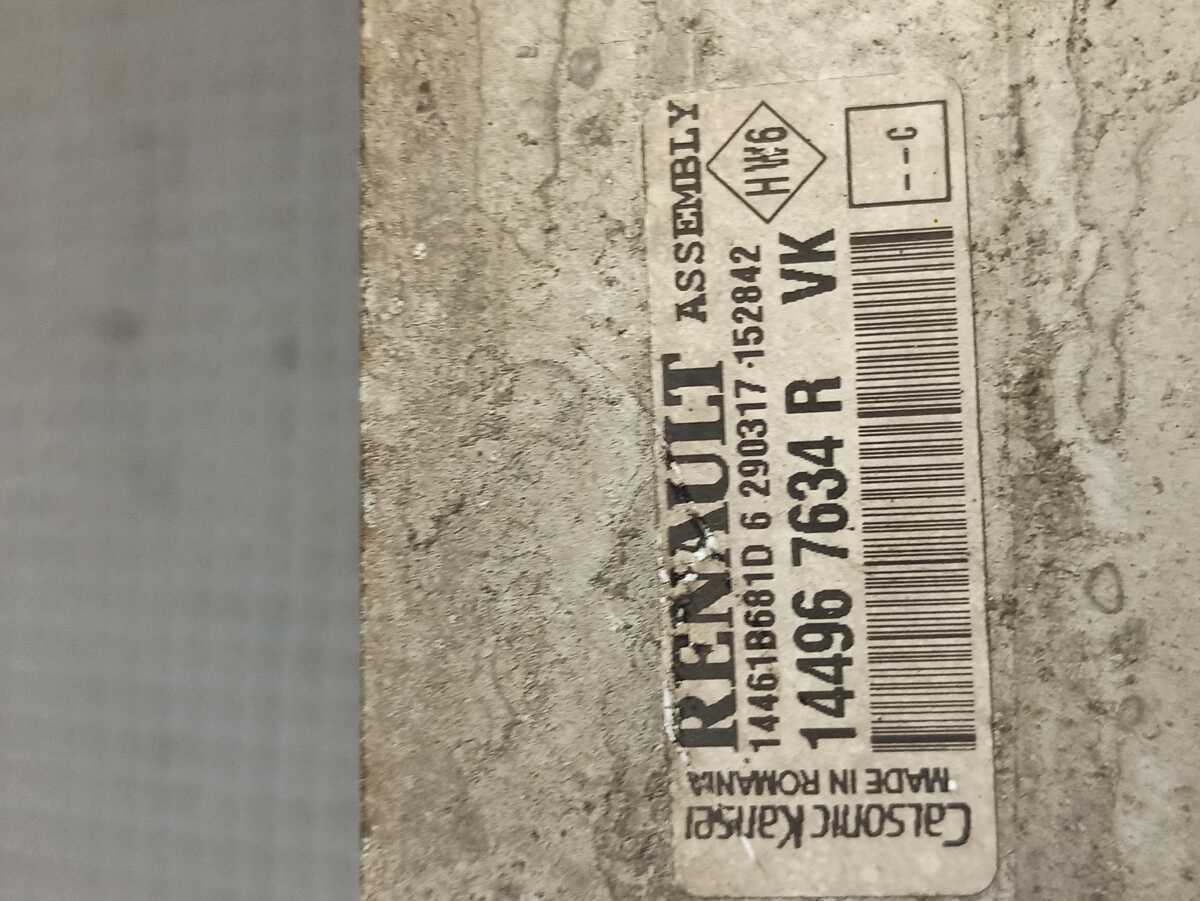 RENAULT ASSEMBLY
14461B681D 6 290317 152842
HW6
14496 7634 R VK
--C
Calsonic Kansei
MADE IN ROMANIA